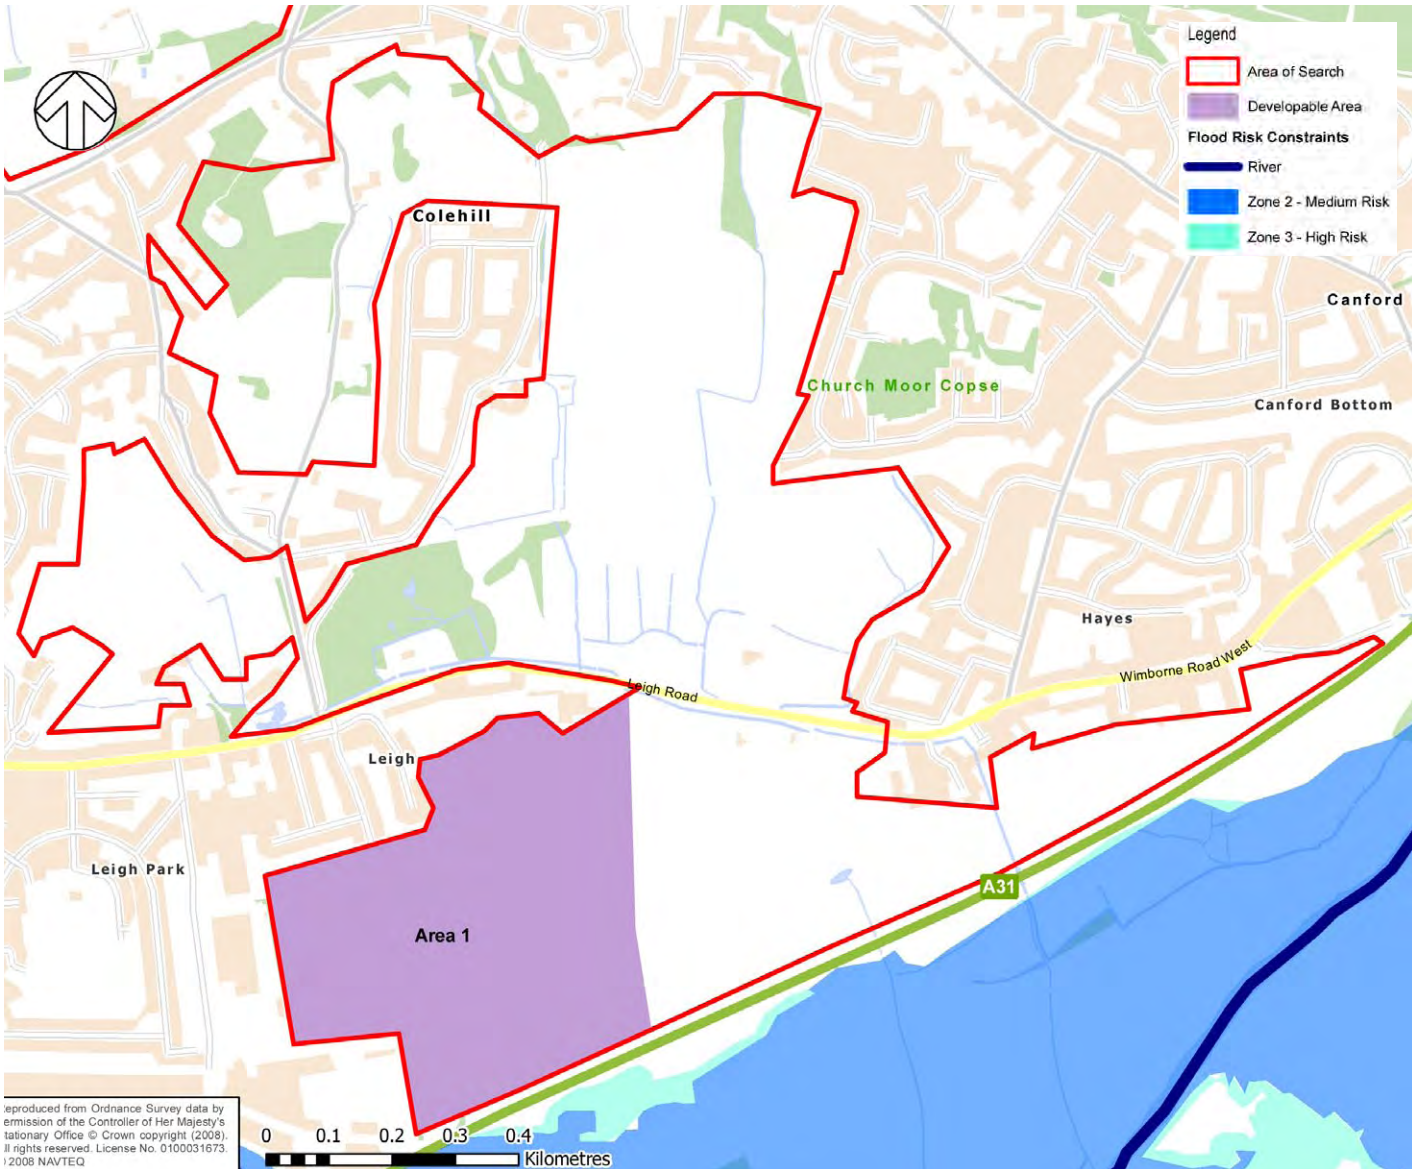 Legend
Area of Search
Developable Area
Flood Risk Constraints
River
Zone 2 - Medium Risk
Zone 3 - High Risk
Colehill
Canford
Church Moor Copse
Canford Bottom
Hayes
Wimborne Road West
Leigh Road
Leigh
Leigh Park
A31
Area 1
eproduced from Ordnance Survey data by
ermission of the Controller of Her Majesty's
tationary Office © Crown copyright (2008).
ll rights reserved. License No. 0100031673.
2008 NAVTEQ
0 0.1 0.2 0.3 0.4
Kilometres